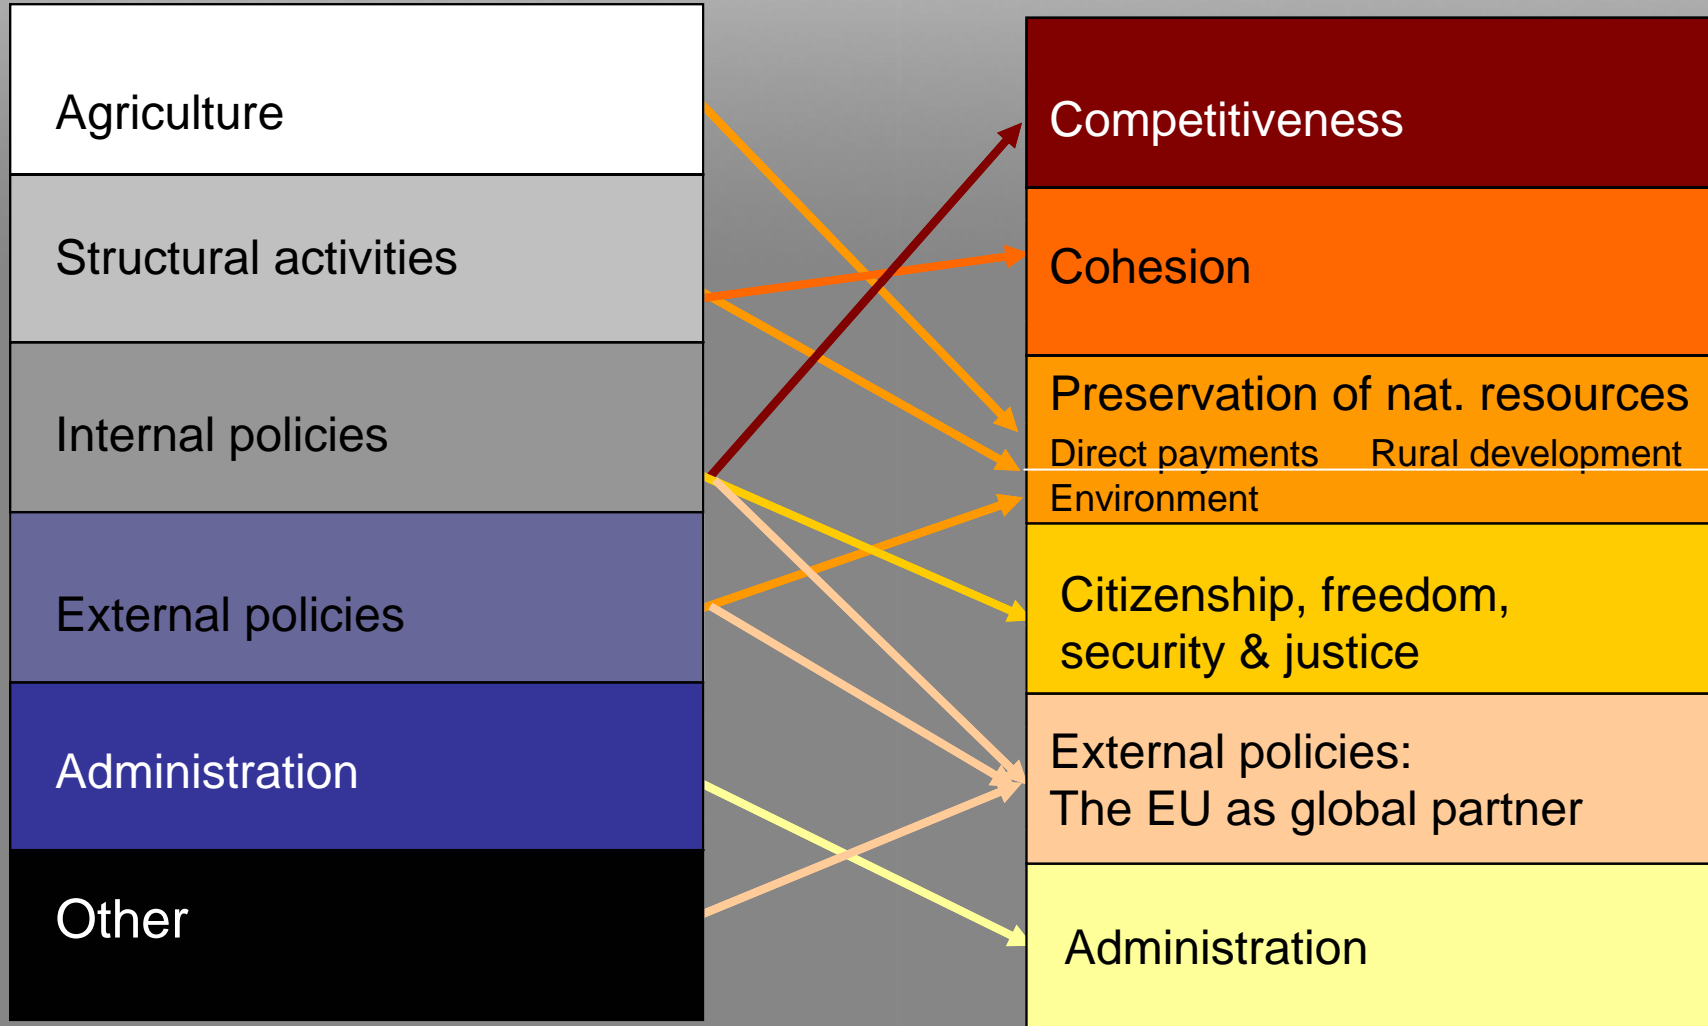 Agriculture
Structural activities
Internal policies
External policies
Administration
Other
Competitiveness
Cohesion
Preservation of nat. resources
Direct payments Rural development
Environment
Citizenship, freedom,
security & justice
External policies:
The EU as global partner
Administration